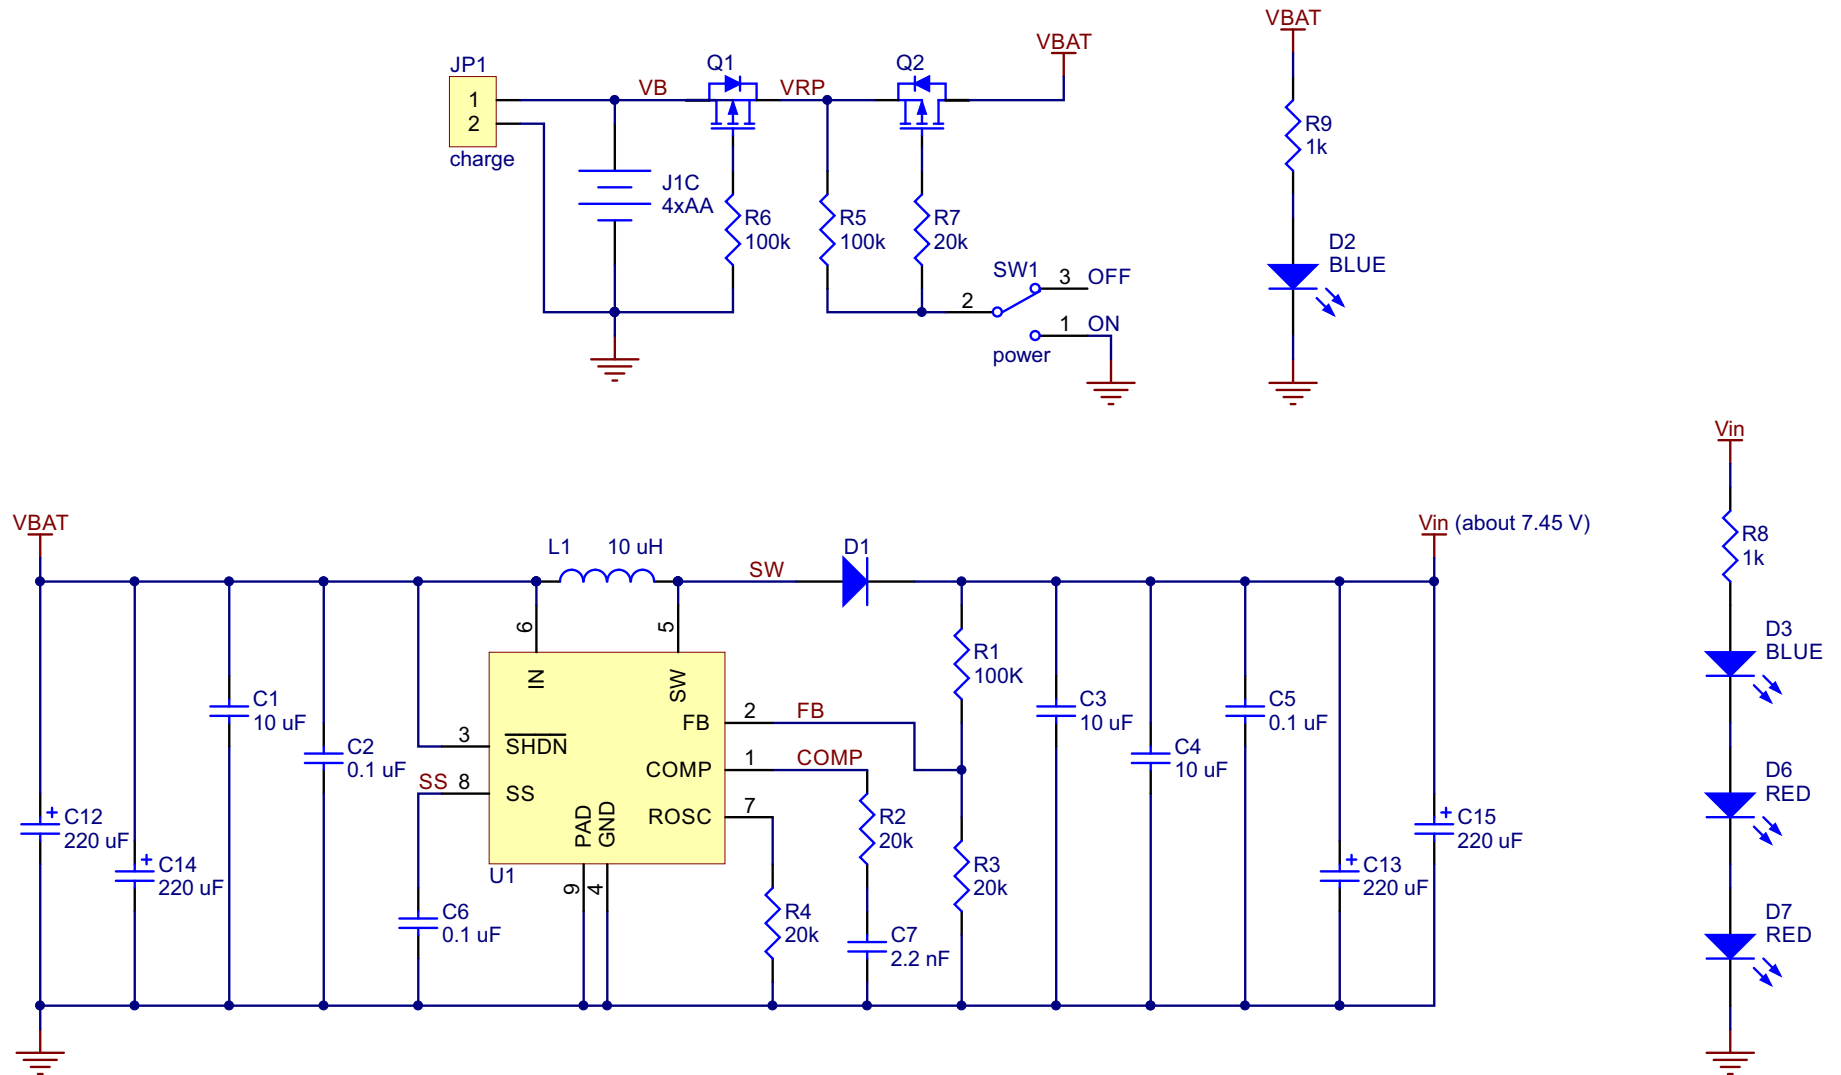 JP1
1
2
charge
VB
Q1
VRP
Q2
VBAT
J1C
4xAA
R6
100k
R5
100k
R7
20k
SW1
3
OFF
2
1
ON
power
VBAT
R9
1k
D2
BLUE
VBAT
L1
10 uH
SW
D1
Vin (about 7.45 V)
6
5
IN
SW
FB
2
FB
3
SHDN
COMP
1
COMP
SS
8
SS
ROSC
7
PAD
GND
U1
9
4
C12
220 uF
C14
220 uF
C1
10 uF
C2
0.1 uF
C6
0.1 uF
R4
20k
R2
20k
C7
2.2 nF
R1
100K
R3
20k
C3
10 uF
C4
10 uF
C5
0.1 uF
C13
220 uF
C15
220 uF
Vin
R8
1k
D3
BLUE
D6
RED
D7
RED